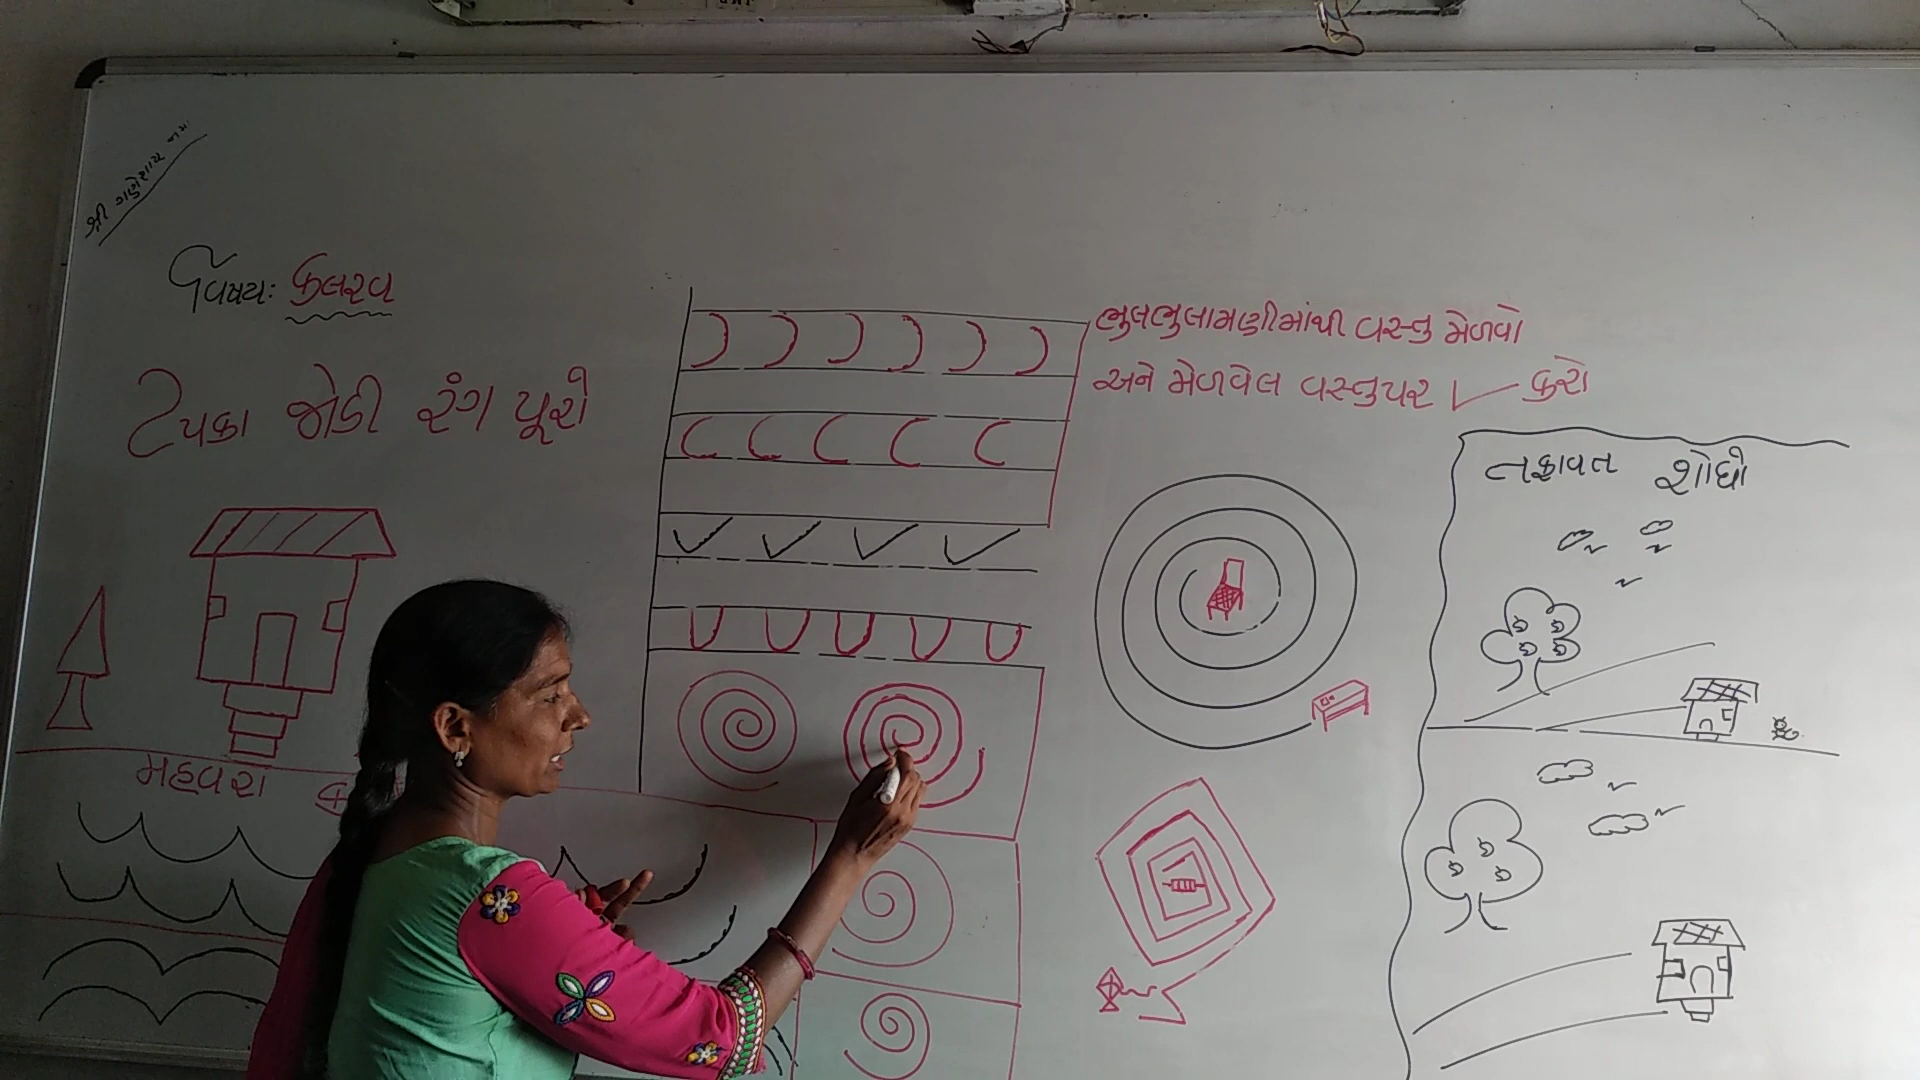 શ્રી ગણેશાય નમઃ
વિષય: કલરવ
ટપકા જોડી રંગ પૂરો
મહાવરા
ભુલભુલામણીમાંથી વસ્તુ મેળવો
અને મેળવેલ વસ્તુપર ✓ કરો
તફાવત શોધો